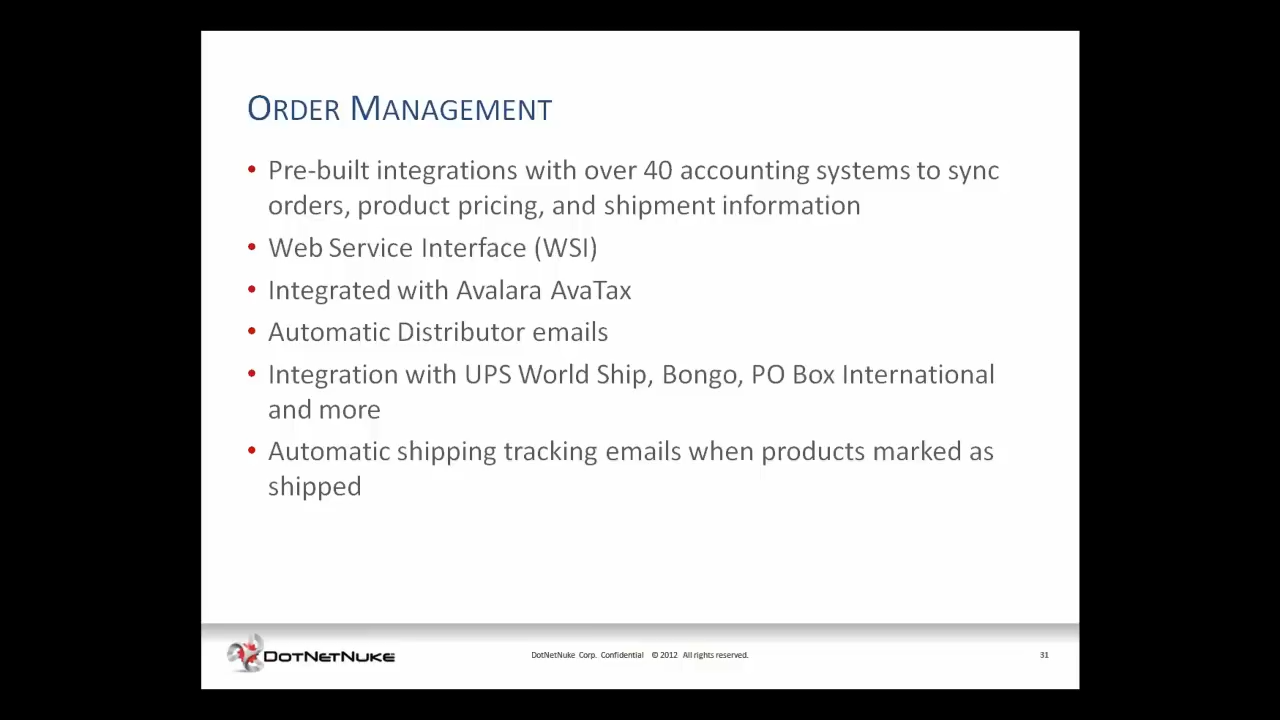 ORDER MANAGEMENT
• Pre-built integrations with over 40 accounting systems to sync
orders, product pricing, and shipment information
• Web Service Interface (WSI)
• Integrated with Avalara AvaTax
• Automatic Distributor emails
• Integration with UPS World Ship, Bongo, PO Box International
and more
• Automatic shipping tracking emails when products marked as
shipped
DOTNETNUKE
DotNetNuke Corp. Confidential © 2012 All rights reserved.
31